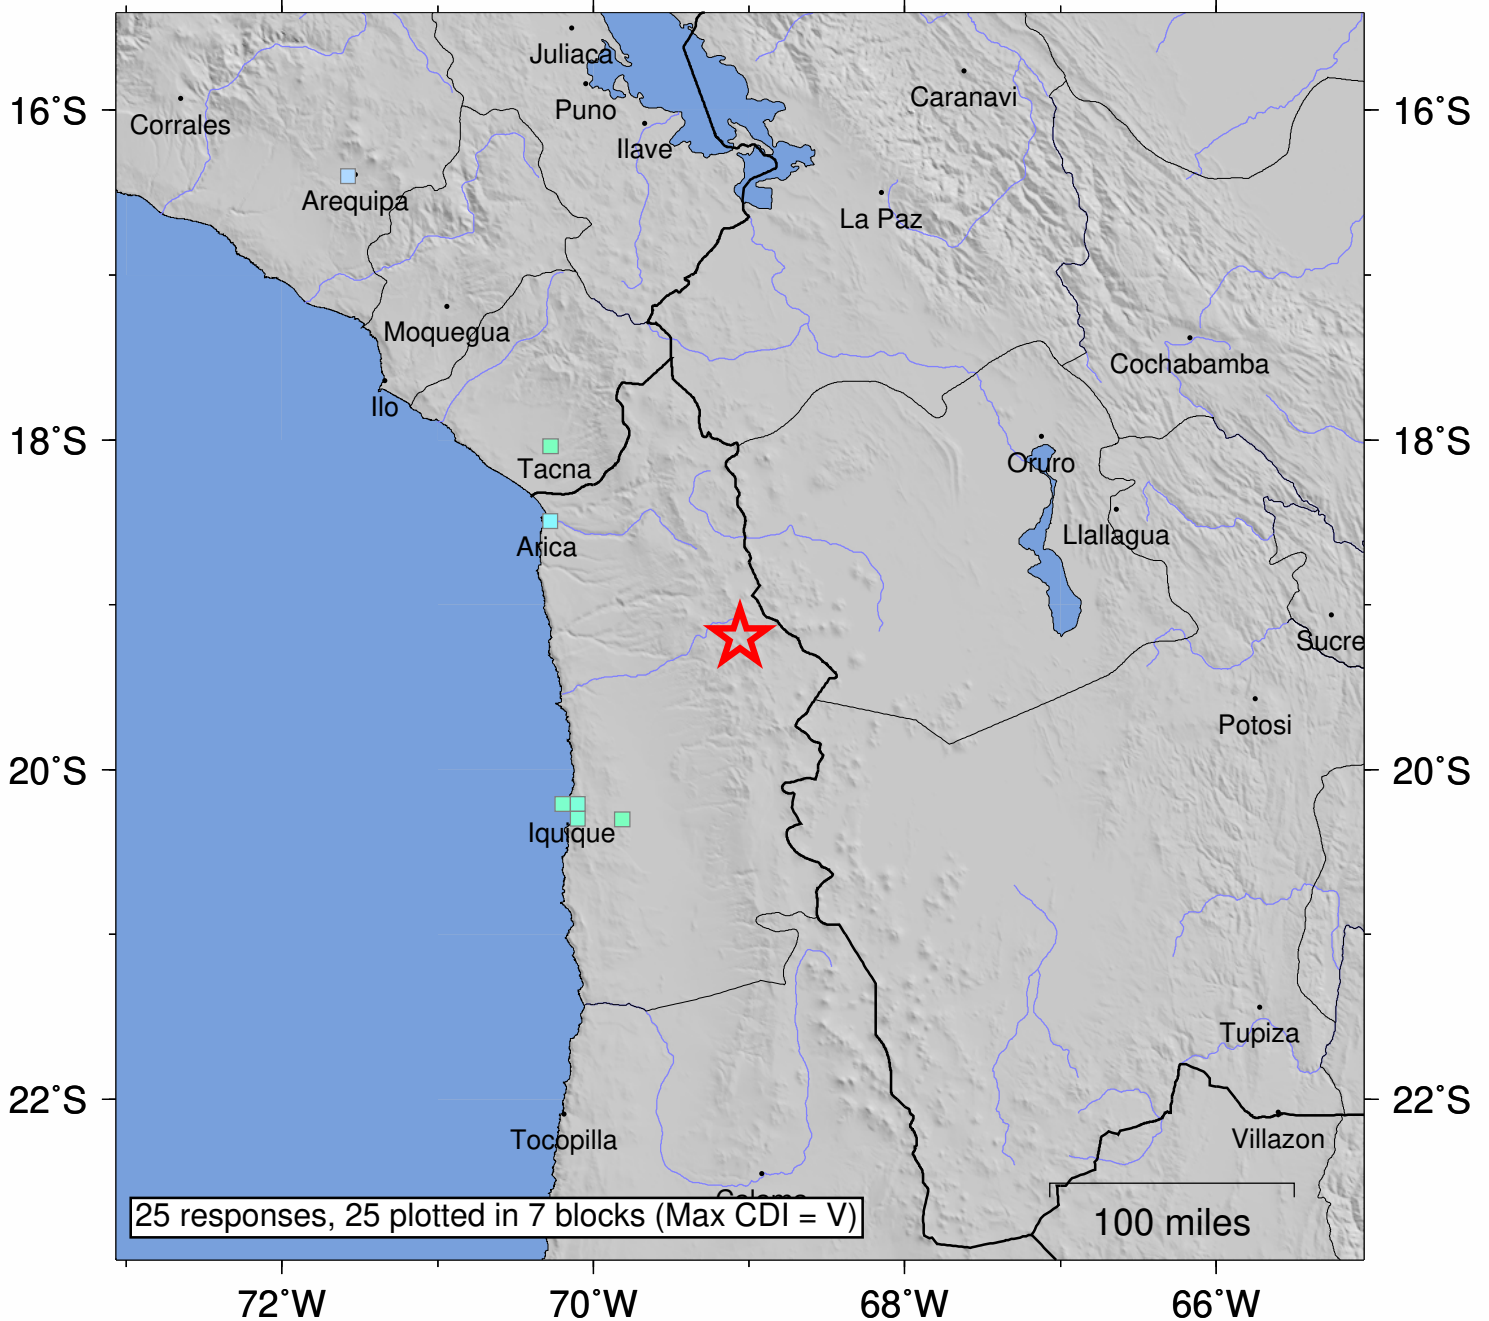 Juliaca
Caranavi
16°S
16°S
Puno
Corrales
Ilave
Arequipa
La Paz
Moquegua
Cochabamba
Ilo
18°S
18°S
Tacna
Oruro
Llallagua
Arica
Sucre
Potosi
20°S
20°S
Iquique
Tupiza
22°S
22°S
Tocopilla
Villazon
25 responses, 25 plotted in 7 blocks (Max CDI = V)
100 miles
72°W
70°W
68°W
66°W